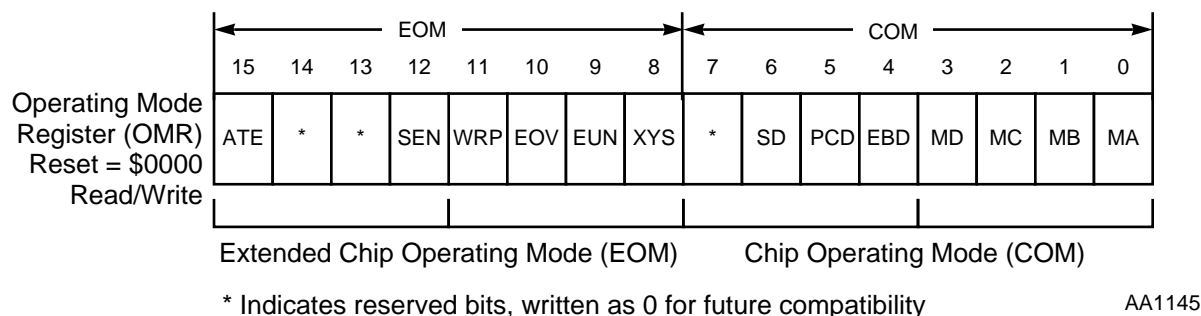 EOM COM
15 14 13 12 11 10 9 8 7 6 5 4 3 2 1 0
Operating Mode
Register (OMR)
Reset = $0000
Read/Write
ATE * * SEN WRP EOV EUN XYS * SD PCD EBD MD MC MB MA
Extended Chip Operating Mode (EOM) Chip Operating Mode (COM)
* Indicates reserved bits, written as 0 for future compatibility AA1145